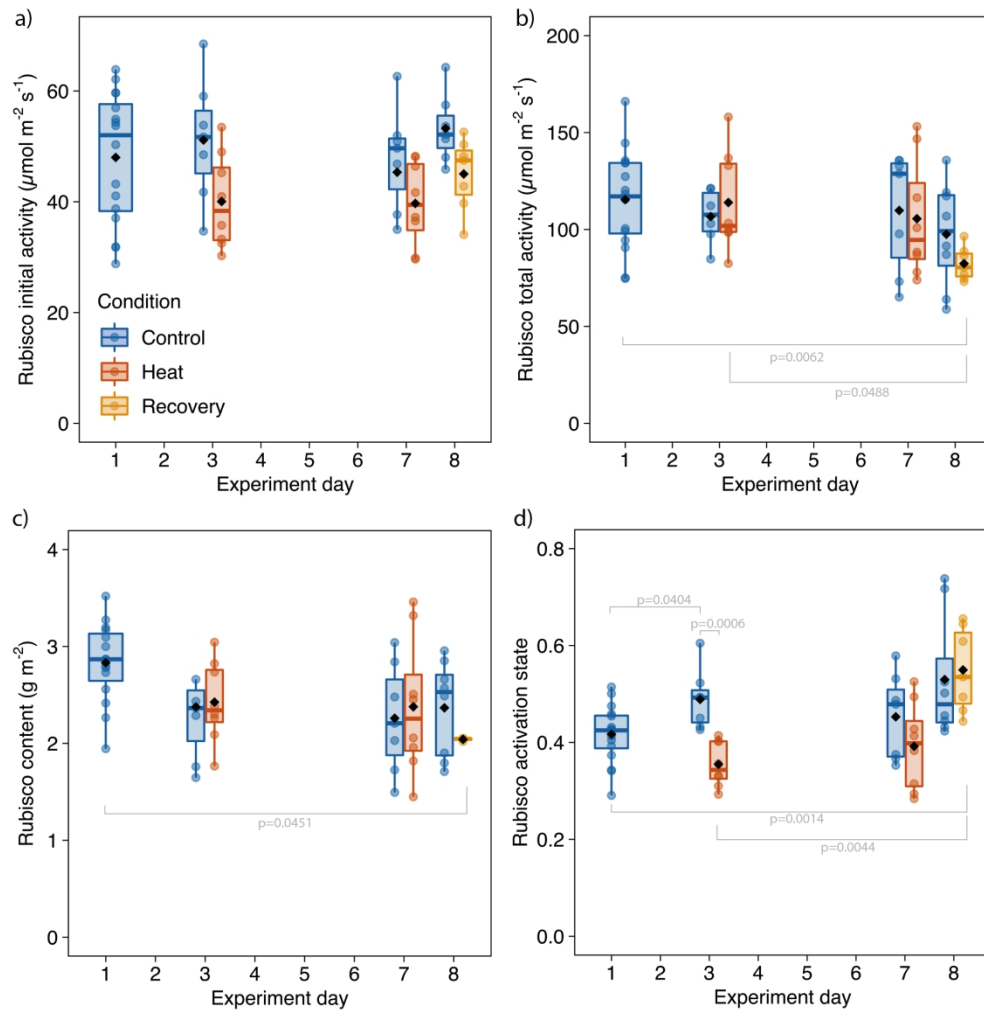 a)
Rubisco initial activity (µmol m⁻² s⁻¹)
60
40
20
0
Condition
Control
Heat
Recovery
1 2 3 4 5 6 7 8
Experiment day
b)
Rubisco total activity (µmol m⁻² s⁻¹)
200
150
100
50
0
p=0.0062
p=0.0488
1 2 3 4 5 6 7 8
Experiment day
c)
Rubisco content (g m⁻²)
4
3
2
1
0
p=0.0451
1 2 3 4 5 6 7 8
Experiment day
d)
Rubisco activation state
0.8
0.6
0.4
0.2
0.0
p=0.0404
p=0.0006
p=0.0014
p=0.0044
1 2 3 4 5 6 7 8
Experiment day